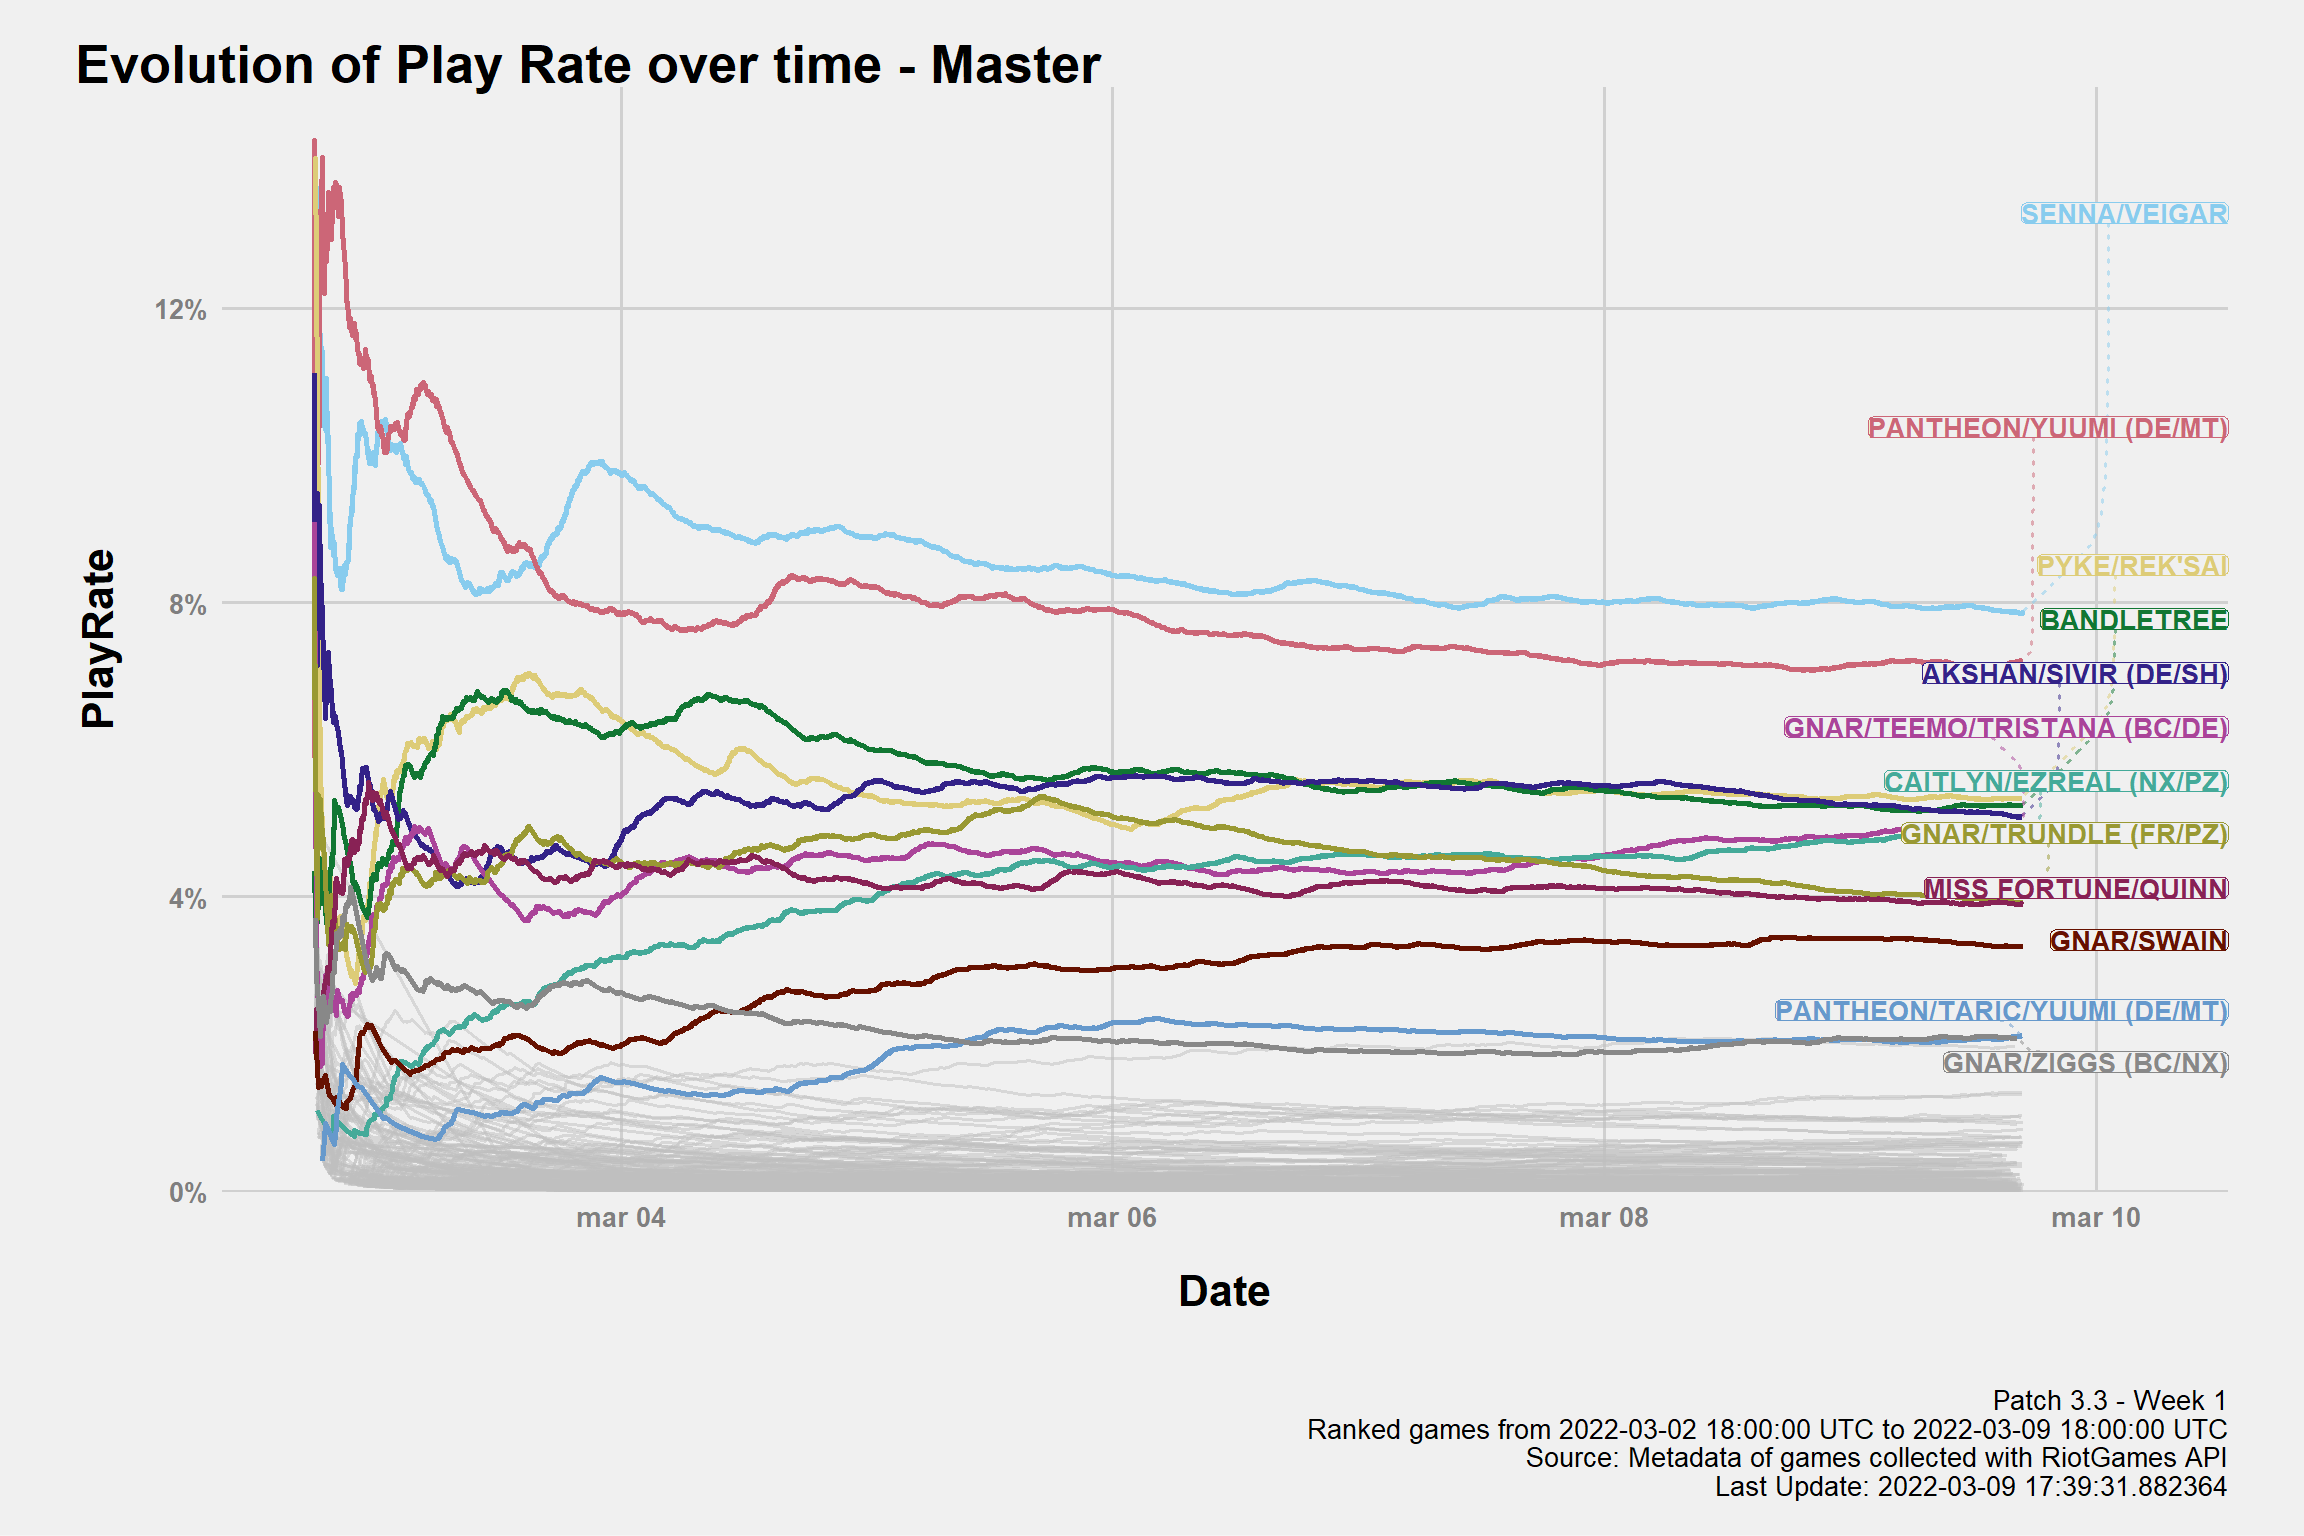 Evolution of Play Rate over time - Master
PlayRate
12%
8%
4%
0%
SENNA/VEIGAR
PANTHEON/YUUMI (DE/MT)
PYKE/REK'SAI
BANDLETREE
AKSHAN/SIVIR (DE/SH)
GNAR/TEEMO/TRISTANA (BC/DE)
CAITLYN/EZREAL (NX/PZ)
GNAR/TRUNDLE (FR/PZ)
MISS FORTUNE/QUINN
GNAR/SWAIN
PANTHEON/TARIC/YUUMI (DE/MT)
GNAR/ZIGGS (BC/NX)
mar 04
mar 06
mar 08
mar 10
Date
Patch 3.3 - Week 1
Ranked games from 2022-03-02 18:00:00 UTC to 2022-03-09 18:00:00 UTC
Source: Metadata of games collected with RiotGames API
Last Update: 2022-03-09 17:39:31.882364